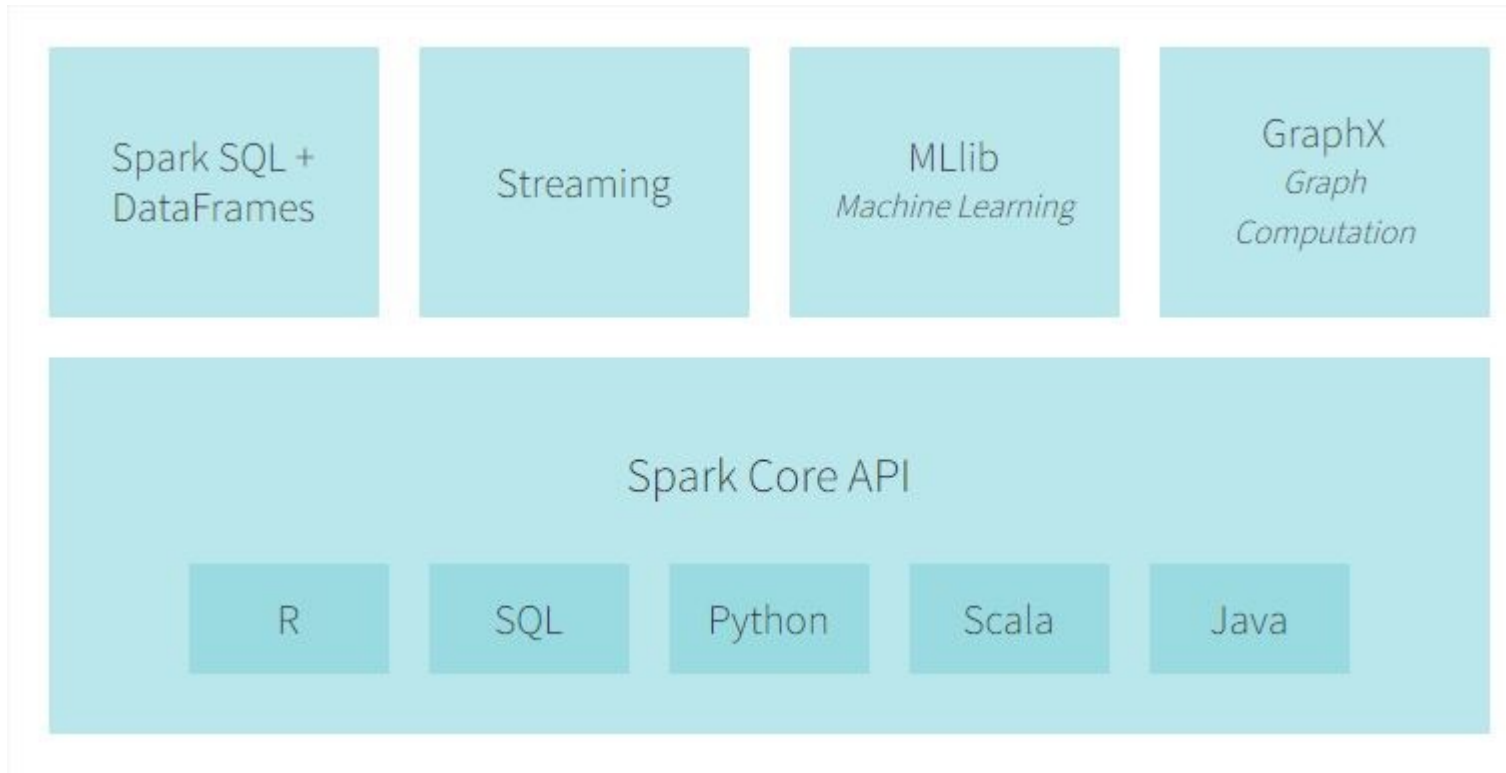 Spark SQL +
DataFrames
Streaming
MLlib
Machine Learning
GraphX
Graph
Computation
Spark Core API
R
SQL
Python
Scala
Java